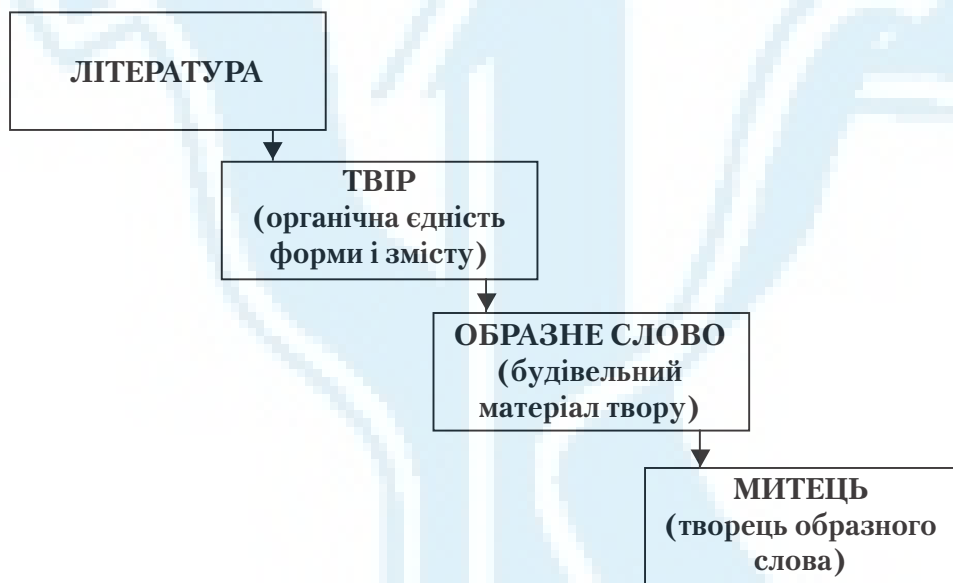 ЛІТЕРАТУРА
ТВІР
(органічна єдність
форми і змісту)
ОБРАЗНЕ СЛОВО
(будівельний
матеріал твору)
МИТЕЦЬ
(творець образного
слова)